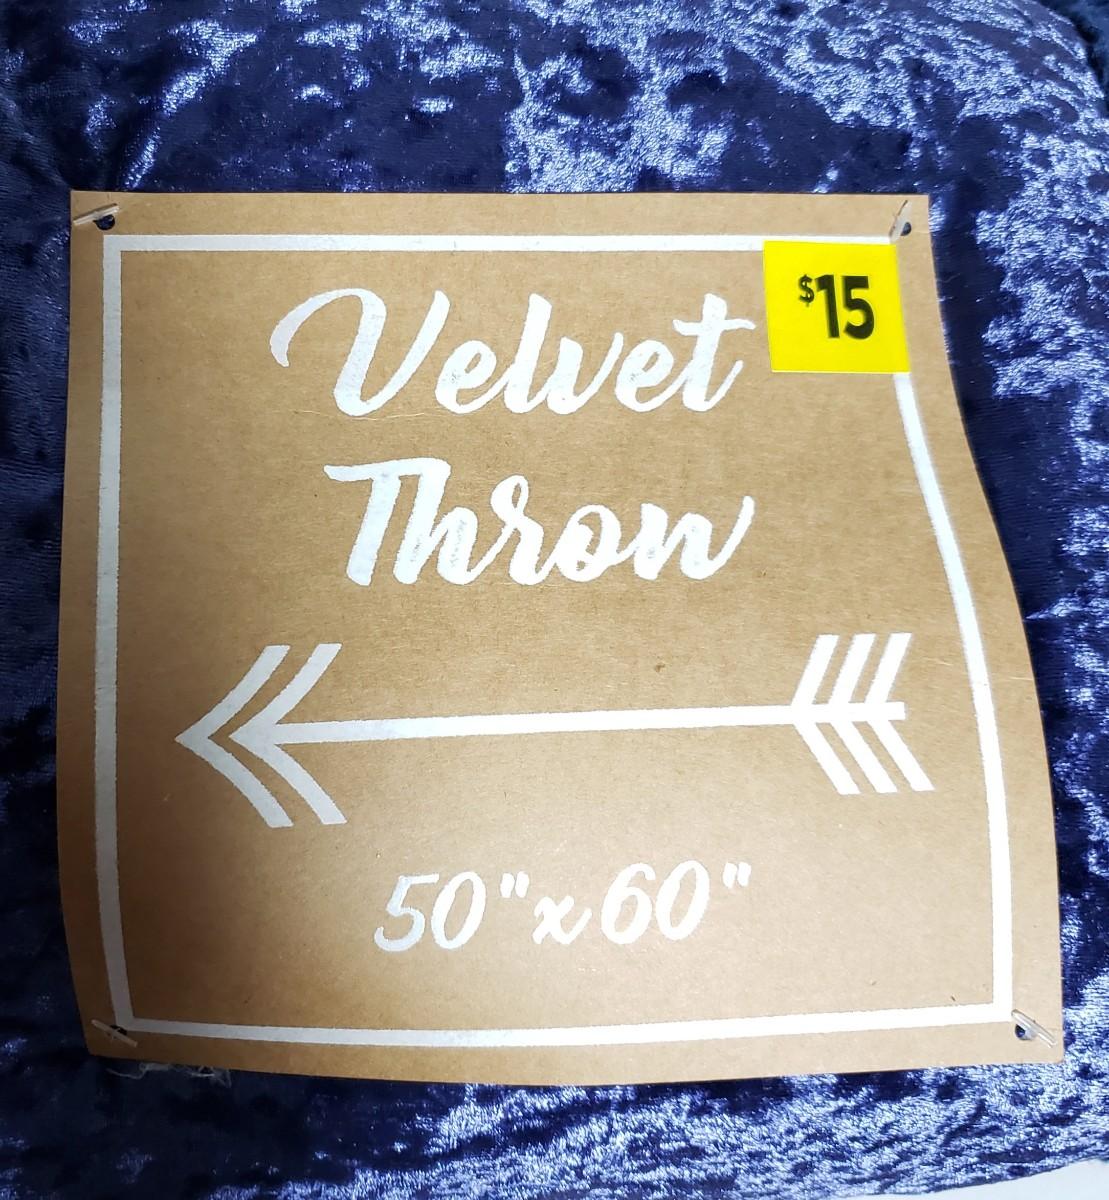 Velvet
$15
Throw
50"x60"